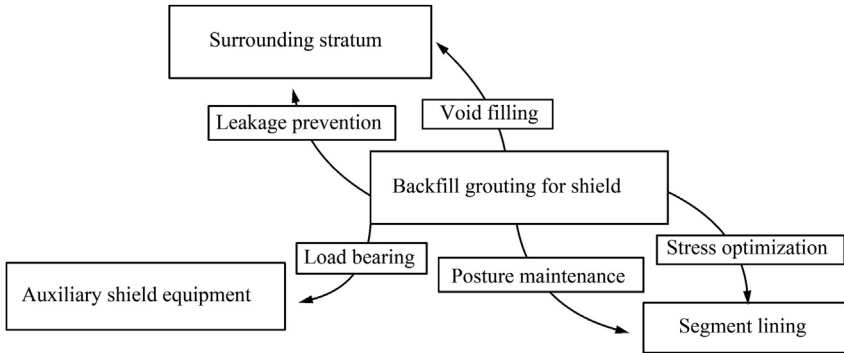 Surrounding stratum
Void filling
Leakage prevention
Backfill grouting for shield
Stress optimization
Load bearing
Posture maintenance
Auxiliary shield equipment
Segment lining